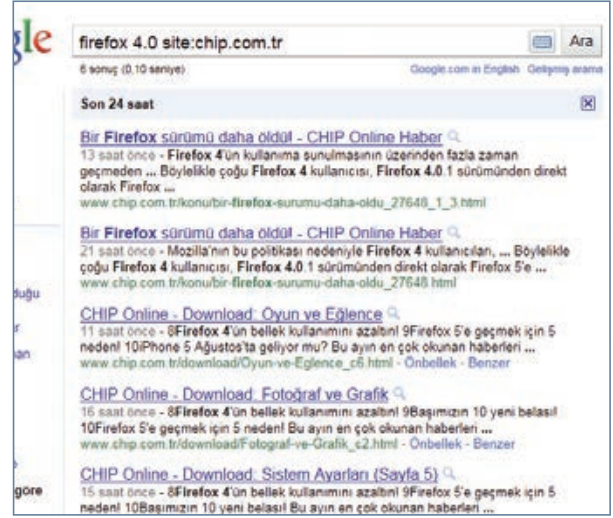 gle
firefox 4.0 site:chip.com.tr
Ara
6 sonuç (0,10 saniye)
Google.com in English Gelişmiş arama
Son 24 saat
Bir Firefox sürümü daha öldü! - CHIP Online Haber
13 saat önce - Firefox 4'ün kullanıma sunulmasının üzerinden fazla zaman
geçmeden ... Böylelikle çoğu Firefox 4 kullanıcısı, Firefox 4.0.1 sürümünden direkt
olarak Firefox ...
www.chip.com.tr/konu/bir-firefox-surumu-daha-oldu_27648_1_3.html
Bir Firefox sürümü daha öldü! - CHIP Online Haber
21 saat önce - Mozilla'nın bu politikası nedeniyle Firefox 4 kullanıcıları, ... Böylelikle
çoğu Firefox 4 kullanıcısı, Firefox 4.0.1 sürümünden direkt olarak Firefox 5'e ...
www.chip.com.tr/konu/bir-firefox-surumu-daha-oldu_27648.html
CHIP Online - Download: Oyun ve Eğlence
11 saat önce - 8Firefox 4'ün bellek kullanımını azaltın! 9Firefox 5'e geçmek için 5
neden! 10iPhone 5 Ağustos'ta geliyor mu? Bu ayın en çok okunan haberleri ...
www.chip.com.tr/download/Oyun-ve-Eglence_c6.html - Önbellek - Benzer
CHIP Online - Download: Fotoğraf ve Grafik
16 saat önce - 8Firefox 4'ün bellek kullanımını azaltın! 9Başımızın 10 yeni belası!
10Firefox 5'e geçmek için 5 neden! Bu ayın en çok okunan haberleri ...
www.chip.com.tr/download/Fotograf-ve-Grafik_c2.html - Önbellek - Benzer
CHIP Online - Download: Sistem Ayarları (Sayfa 5)
15 saat önce - 8Firefox 4'ün bellek kullanımını azaltın! 9Firefox 5'e geçmek için 5
neden! 10Başımızın 10 yeni belası! Bu ayın en çok okunan haberleri ...
duğu
r
an
göre